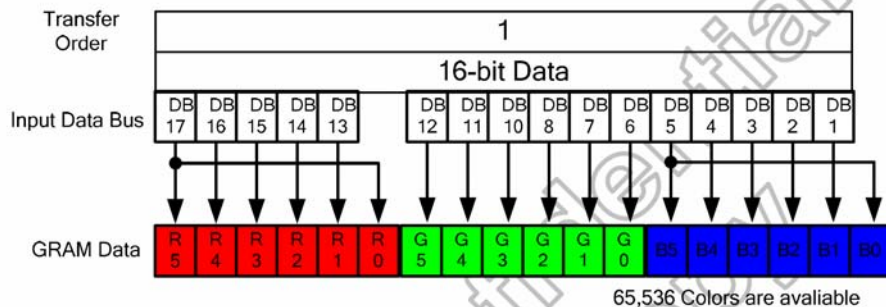 Transfer Order 1
16-bit Data
Input Data Bus DB 17 DB 16 DB 15 DB 14 DB 13 DB 12 DB 11 DB 10 DB 8 DB 7 DB 6 DB 5 DB 4 DB 3 DB 2 DB 1
GRAM Data R 5 R 4 R 3 R 2 R 1 R 0 G 5 G 4 G 3 G 2 G 1 G 0 B5 B4 B3 B2 B1 B0
65,536 Colors are avaliable